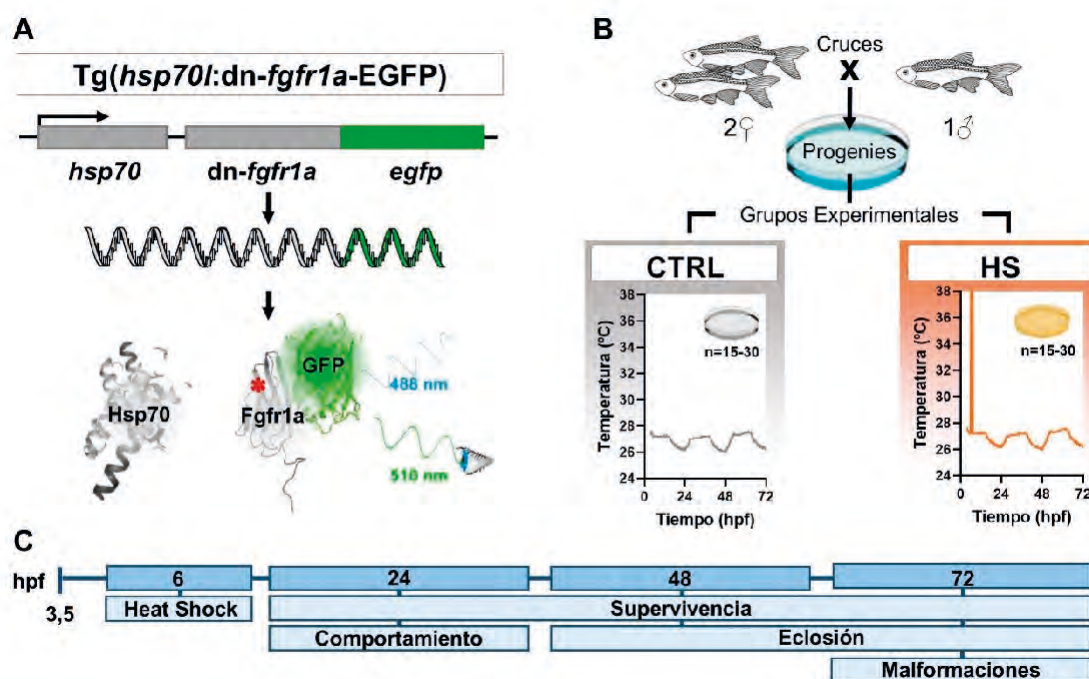 A
Tg(hsp70l:dn-fgfr1a-EGFP)
hsp70 dn-fgfr1a egfp
Hsp70
Fgfr1a
*
GFP
488 nm
510 nm
B
Cruces
X
2♀ 1♂
Progenies
Grupos Experimentales
CTRL
Temperatura (ºC)
38
36
34
32
30
28
26
24
n=15-30
0 24 48 72
Tiempo (hpf)
HS
Temperatura (ºC)
38
36
34
32
30
28
26
24
n=15-30
0 24 48 72
Tiempo (hpf)
C
hpf
3,5
6 24 48 72
Heat Shock Supervivencia
Comportamiento Eclosión
Malformaciones